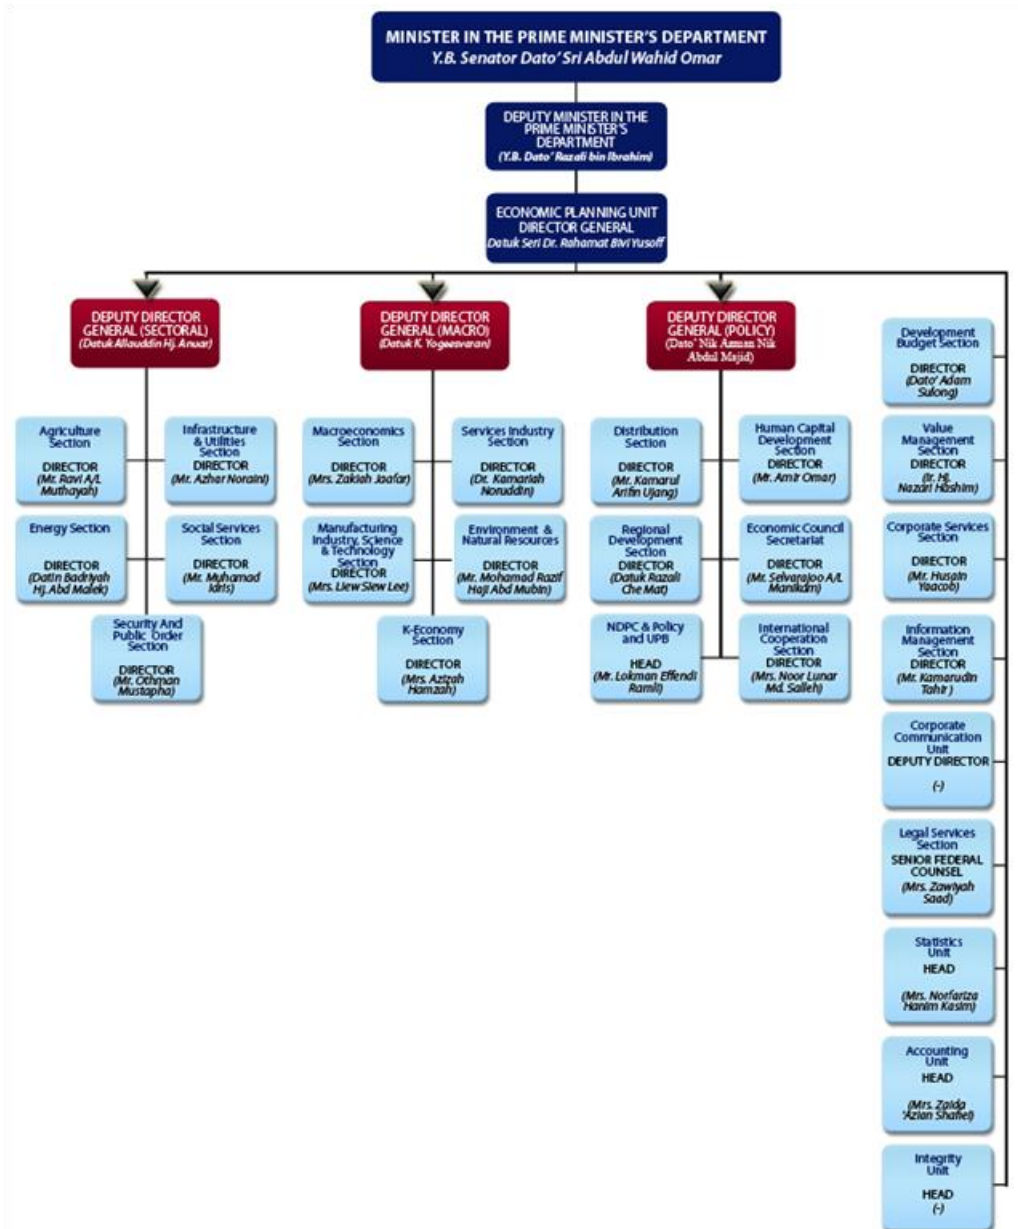 MINISTER IN THE PRIME MINISTER'S DEPARTMENT
Y.B. Senator Dato' Sri Abdul Wahid Omar
DEPUTY MINISTER IN THE
PRIME MINISTER'S
DEPARTMENT
(Y.B. Dato' Razali bin Ibrahim)
ECONOMIC PLANNING UNIT
DIRECTOR GENERAL
Datuk Seri Dr. Rahamat Bivi Yusoff
DEPUTY DIRECTOR
GENERAL (SECTORAL)
(Datuk Allauddin Hj. Anuar)
DEPUTY DIRECTOR
GENERAL (MACRO)
(Datuk K. Yogeesvaran)
DEPUTY DIRECTOR
GENERAL (POLICY)
(Dato' Nik Azman Nik
Abdul Majid)
Agriculture
Section
DIRECTOR
(Mr. Ravi A/L
Muthayah)
Infrastructure
& Utilities
Section
DIRECTOR
(Mr. Azhar Noraini)
Energy Section
DIRECTOR
(Datin Badriyah
Hj. Abd Malek)
Social Services
Section
DIRECTOR
(Mr. Muhamad
Idris)
Security And
Public Order
Section
DIRECTOR
(Mr. Othman
Mustapha)
Macroeconomics
Section
DIRECTOR
(Mrs. Zakiah Jaafar)
Services Industry
Section
DIRECTOR
(Dr. Kamariah
Noruddin)
Manufacturing
Industry, Science
& Technology
Section
DIRECTOR
(Mrs. Liew Siew Lee)
Environment &
Natural Resources
DIRECTOR
(Mr. Mohamad Razif
Haji Abd Mubin)
K-Economy
Section
DIRECTOR
(Mrs. Azizah
Hamzah)
Distribution
Section
DIRECTOR
(Mr. Kamarul
Arifin Ujang)
Human Capital
Development
Section
DIRECTOR
(Mr. Amir Omar)
Regional
Development
Section
DIRECTOR
(Datuk Razali
Che Mat)
Economic Council
Secretariat
DIRECTOR
(Mr. Selvarajoo A/L
Manikam)
NDPC & Policy
and UPB
HEAD
(Mr. Lokman Effendi
Ramli)
International
Cooperation
Section
DIRECTOR
(Mrs. Noor Lunar
Md. Salleh)
Development
Budget Section
DIRECTOR
(Dato' Adam
Sulong)
Value
Management
Section
DIRECTOR
(Ir. Hj.
Nazari Hashim)
Corporate Services
Section
DIRECTOR
(Mr. Husain
Yaacob)
Information
Management
Section
DIRECTOR
(Mr. Kamarudin
Tahir )
Corporate
Communication
Unit
DEPUTY DIRECTOR
(-)
Legal Services
Section
SENIOR FEDERAL
COUNSEL
(Mrs. Zawiyah
Saad)
Statistics
Unit
HEAD
(Mrs. Norfariza
Hanim Kasim)
Accounting
Unit
HEAD
(Mrs. Zaida
'Azian Shafiei)
Integrity
Unit
HEAD
(-)